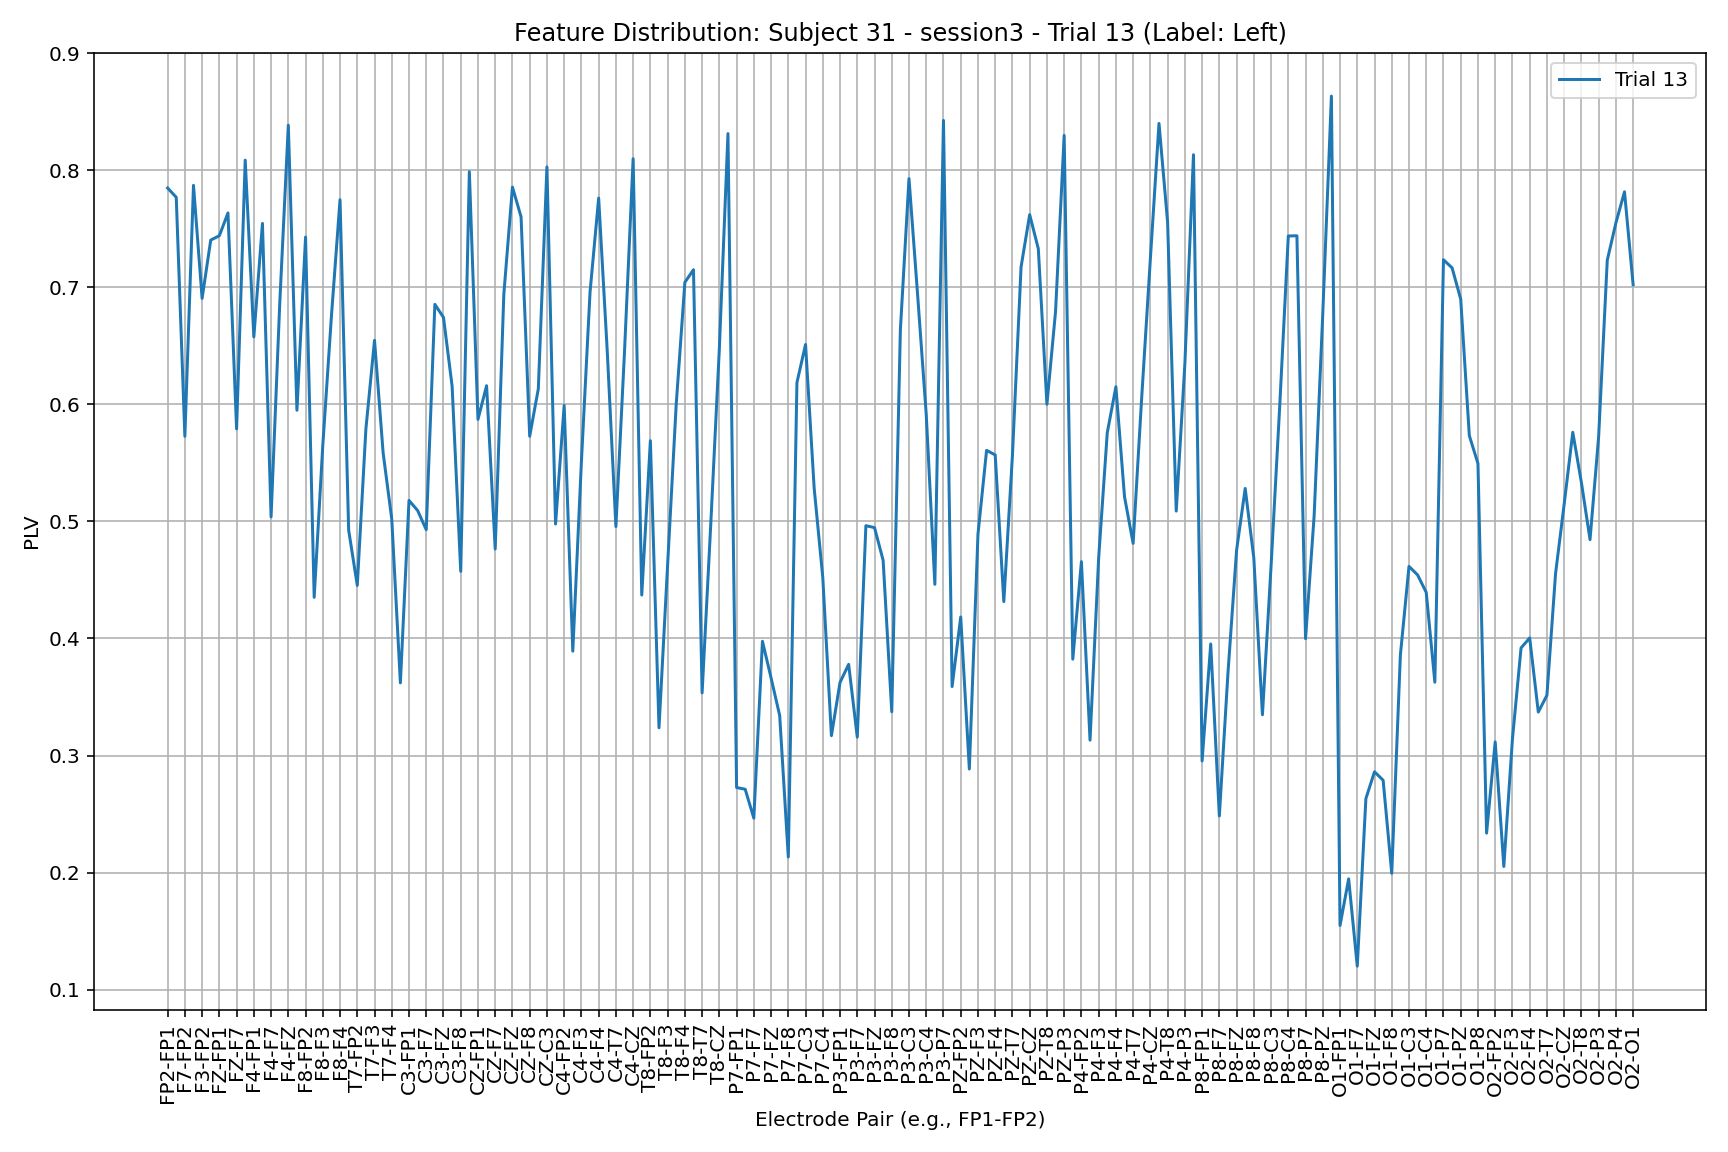 Feature Distribution: Subject 31 - session3 - Trial 13 (Label: Left)
Trial 13
PLV
0.9
0.8
0.7
0.6
0.5
0.4
0.3
0.2
0.1
FP2-FP1
F7-FP2
F3-FP2
FZ-FP1
FZ-F7
F4-FP1
F4-F7
F4-FZ
F8-FP2
F8-F3
F8-F4
T7-FP2
T7-F3
T7-F4
C3-FP1
C3-F7
C3-FZ
C3-F8
CZ-FP1
CZ-F7
CZ-FZ
CZ-F8
CZ-C3
C4-FP2
C4-F3
C4-F4
C4-T7
C4-CZ
T8-FP2
T8-F3
T8-F4
T8-T7
T8-CZ
P7-FP1
P7-F7
P7-FZ
P7-F8
P7-C3
P7-C4
P3-FP1
P3-F7
P3-FZ
P3-F8
P3-C3
P3-C4
P3-P7
PZ-FP2
PZ-F3
PZ-F4
PZ-T7
PZ-CZ
PZ-T8
PZ-P3
P4-FP2
P4-F3
P4-F4
P4-T7
P4-CZ
P4-T8
P4-P3
P8-FP1
P8-F7
P8-FZ
P8-F8
P8-C3
P8-C4
P8-P7
P8-PZ
O1-FP1
O1-F7
O1-FZ
O1-F8
O1-C3
O1-C4
O1-P7
O1-PZ
O1-P8
O2-FP2
O2-F3
O2-F4
O2-T7
O2-CZ
O2-T8
O2-P3
O2-P4
O2-O1
Electrode Pair (e.g., FP1-FP2)